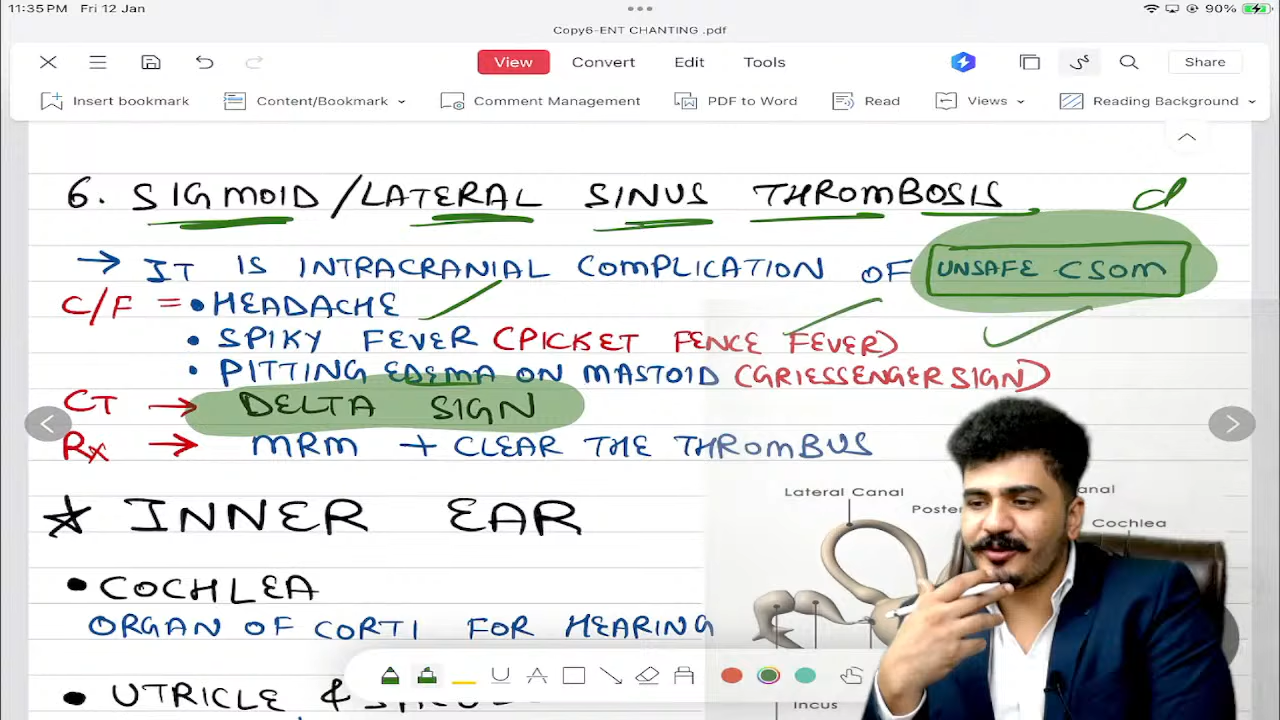 11:35 PM Fri 12 Jan
90%
Copy6-ENT CHANTING .pdf
View Convert Edit Tools Share
Insert bookmark Content/Bookmark Comment Management PDF to Word Read Views Reading Background
6. SIGMOID/LATERAL SINUS THROMBOSIS d
→ IT IS INTRACRANIAL COMPLICATION OF UNSAFE CSOM
C/F = • HEADACHE
• SPIKY FEVER (PICKET FENCE FEVER)
• PITTING EDEMA ON MASTOID (GRIESSENGER SIGN)
CT → DELTA SIGN
Rx → MRM + CLEAR THE THROMBUS
Lateral Canal
Cochlea
★ INNER EAR
• COCHLEA
ORGAN OF CORTI FOR HEARING
• UTRICLE &
Incus